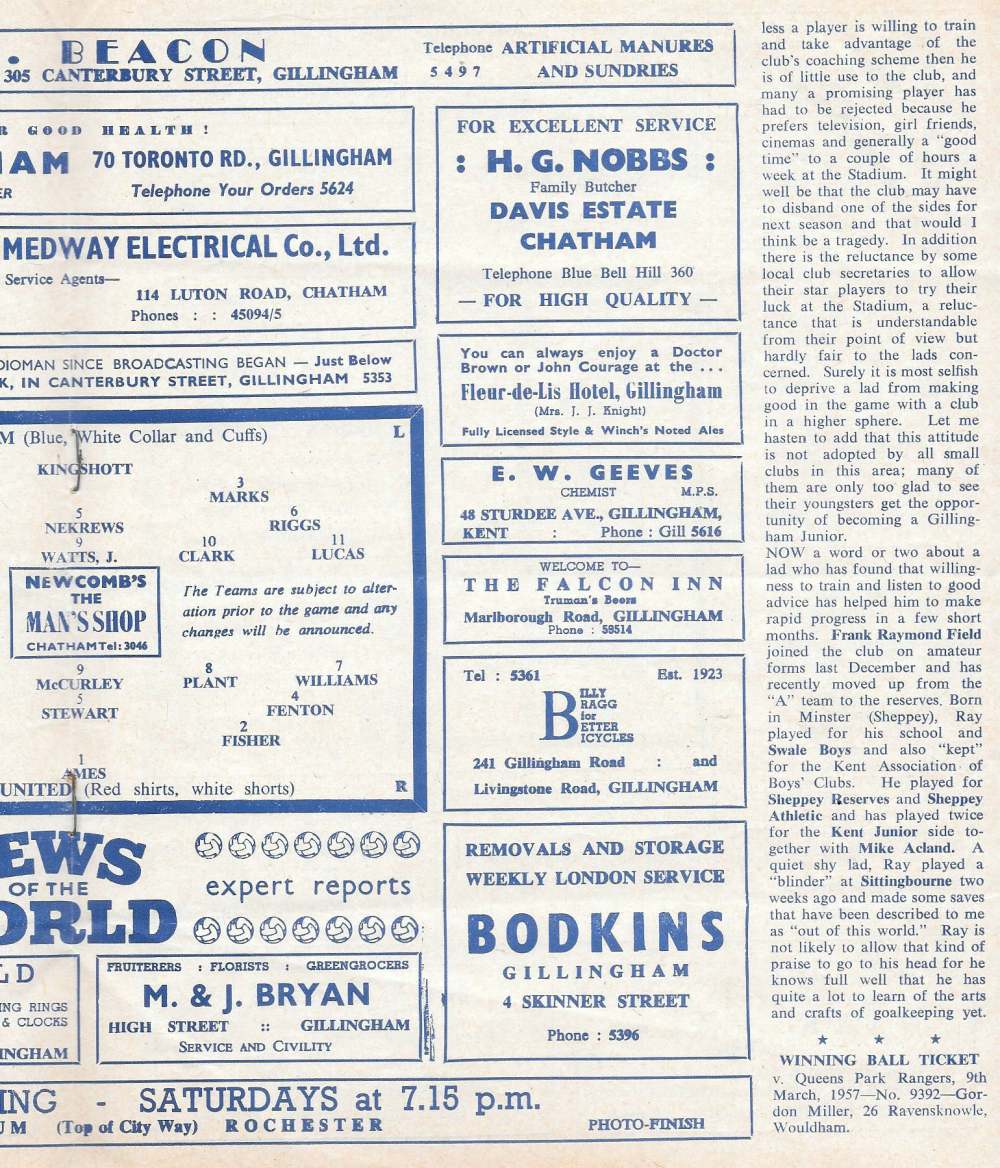 . BEACON
305 CANTERBURY STREET, GILLINGHAM
Telephone ARTIFICIAL MANURES
5 4 9 7 AND SUNDRIES
R GOOD HEALTH !
AM 70 TORONTO RD., GILLINGHAM
ER Telephone Your Orders 5624
MEDWAY ELECTRICAL Co., Ltd.
Service Agents—
114 LUTON ROAD, CHATHAM
Phones : : 45094/5
DIOMAN SINCE BROADCASTING BEGAN — Just Below
K, IN CANTERBURY STREET, GILLINGHAM 5353
M (Blue, White Collar and Cuffs) L
KINGSHOTT
3
MARKS
5 6
NEKREWS RIGGS
9 10 11
WATTS, J. CLARK LUCAS
NEWCOMB'S
THE
MAN'S SHOP
CHATHAM Tel: 3046
The Teams are subject to alter-
ation prior to the game and any
changes will be announced.
9 8 7
McCURLEY PLANT WILLIAMS
5 4
STEWART FENTON
2
FISHER
1
AMES
UNITED (Red shirts, white shorts) R
EWS
OF THE
ORLD
expert reports
L D
ING RINGS
& CLOCKS
INGHAM
FRUITERERS : FLORISTS : GREENGROCERS
M. & J. BRYAN
HIGH STREET :: GILLINGHAM
SERVICE AND CIVILITY
FOR EXCELLENT SERVICE
: H. G. NOBBS :
Family Butcher
DAVIS ESTATE
CHATHAM
Telephone Blue Bell Hill 360
— FOR HIGH QUALITY —
You can always enjoy a Doctor
Brown or John Courage at the . . .
Fleur-de-Lis Hotel, Gillingham
(Mrs. J. J. Knight)
Fully Licensed Style & Winch's Noted Ales
E. W. GEEVES
CHEMIST M.P.S.
48 STURDEE AVE., GILLINGHAM,
KENT : Phone : Gill 5616
WELCOME TO—
THE FALCON INN
Truman's Beers
Marlborough Road, GILLINGHAM
Phone : 58514
Tel : 5361 Est. 1923
BILLY
BRAGG
for
BETTER
BICYCLES
241 Gillingham Road : and
Livingstone Road, GILLINGHAM
REMOVALS AND STORAGE
WEEKLY LONDON SERVICE
BODKINS
GILLINGHAM
4 SKINNER STREET
Phone : 5396
ING - SATURDAYS at 7.15 p.m.
UM (Top of City Way) ROCHESTER PHOTO-FINISH
less a player is willing to train
and take advantage of the
club's coaching scheme then he
is of little use to the club, and
many a promising player has
had to be rejected because he
prefers television, girl friends,
cinemas and generally a "good
time" to a couple of hours a
week at the Stadium. It might
well be that the club may have
to disband one of the sides for
next season and that would I
think be a tragedy. In addition
there is the reluctance by some
local club secretaries to allow
their star players to try their
luck at the Stadium, a reluc-
tance that is understandable
from their point of view but
hardly fair to the lads con-
cerned. Surely it is most selfish
to deprive a lad from making
good in the game with a club
in a higher sphere. Let me
hasten to add that this attitude
is not adopted by all small
clubs in this area; many of
them are only too glad to see
their youngsters get the oppor-
tunity of becoming a Gilling-
ham Junior.
NOW a word or two about a
lad who has found that willing-
ness to train and listen to good
advice has helped him to make
rapid progress in a few short
months. Frank Raymond Field
joined the club on amateur
forms last December and has
recently moved up from the
"A" team to the reserves. Born
in Minster (Sheppey), Ray
played for his school and
Swale Boys and also "kept"
for the Kent Association of
Boys' Clubs. He played for
Sheppey Reserves and Sheppey
Athletic and has played twice
for the Kent Junior side to-
gether with Mike Acland. A
quiet shy lad, Ray played a
"blinder" at Sittingbourne two
weeks ago and made some saves
that have been described to me
as "out of this world." Ray is
not likely to allow that kind of
praise to go to his head for he
knows full well that he has
quite a lot to learn of the arts
and crafts of goalkeeping yet.
★ ★ ★
WINNING BALL TICKET
v. Queens Park Rangers, 9th
March, 1957—No. 9392—Gor-
don Miller, 26 Ravensknowle,
Wouldham.